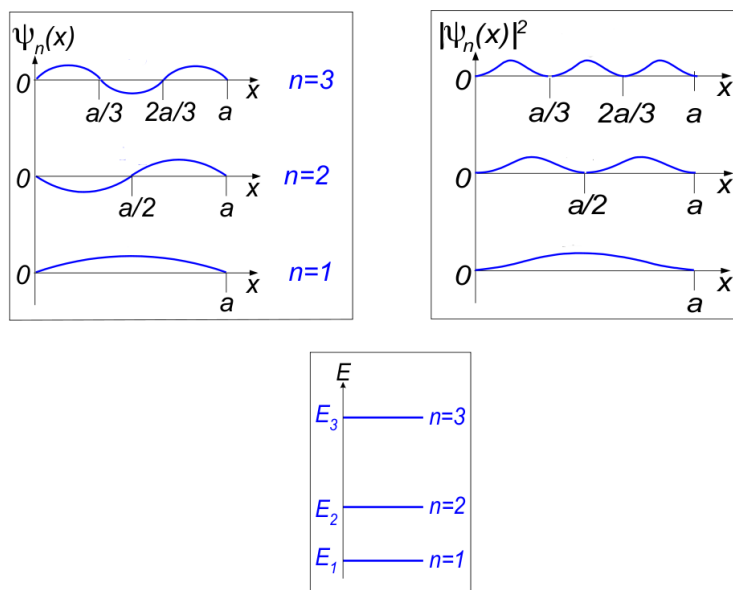 ψₙ(x)
0 x n=3
a/3 2a/3 a
0 x n=2
a/2 a
0 x n=1
a
|ψₙ(x)|²
0 x
a/3 2a/3 a
0 x
a/2 a
0 x
a
E
E₃ n=3
E₂ n=2
E₁ n=1